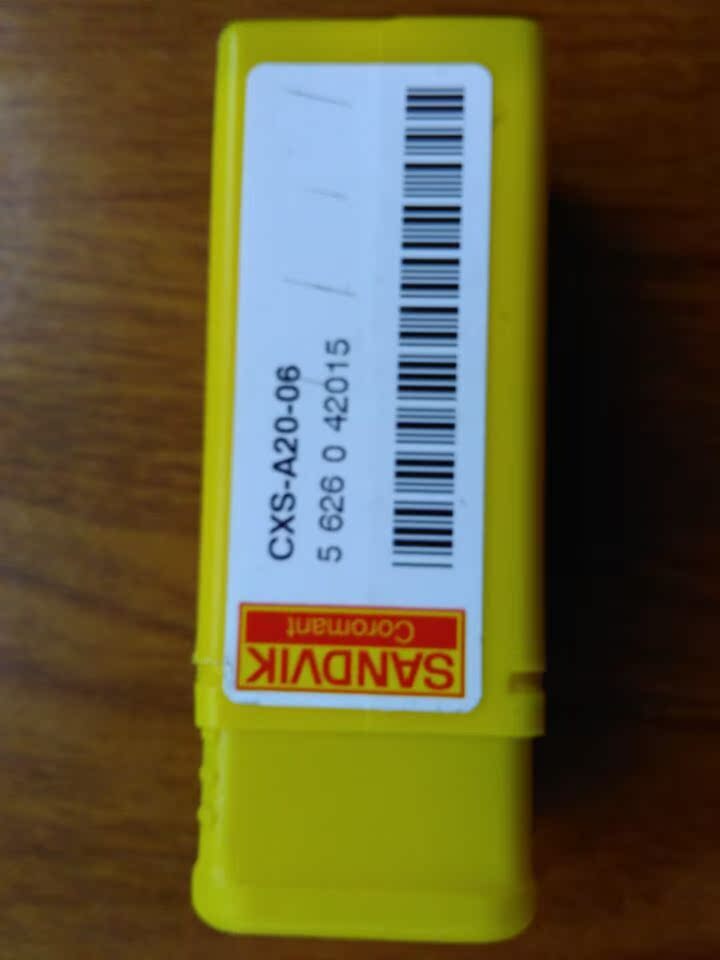 CXS-A20-06
5 626 0 42015
SANDVIK
Coromant